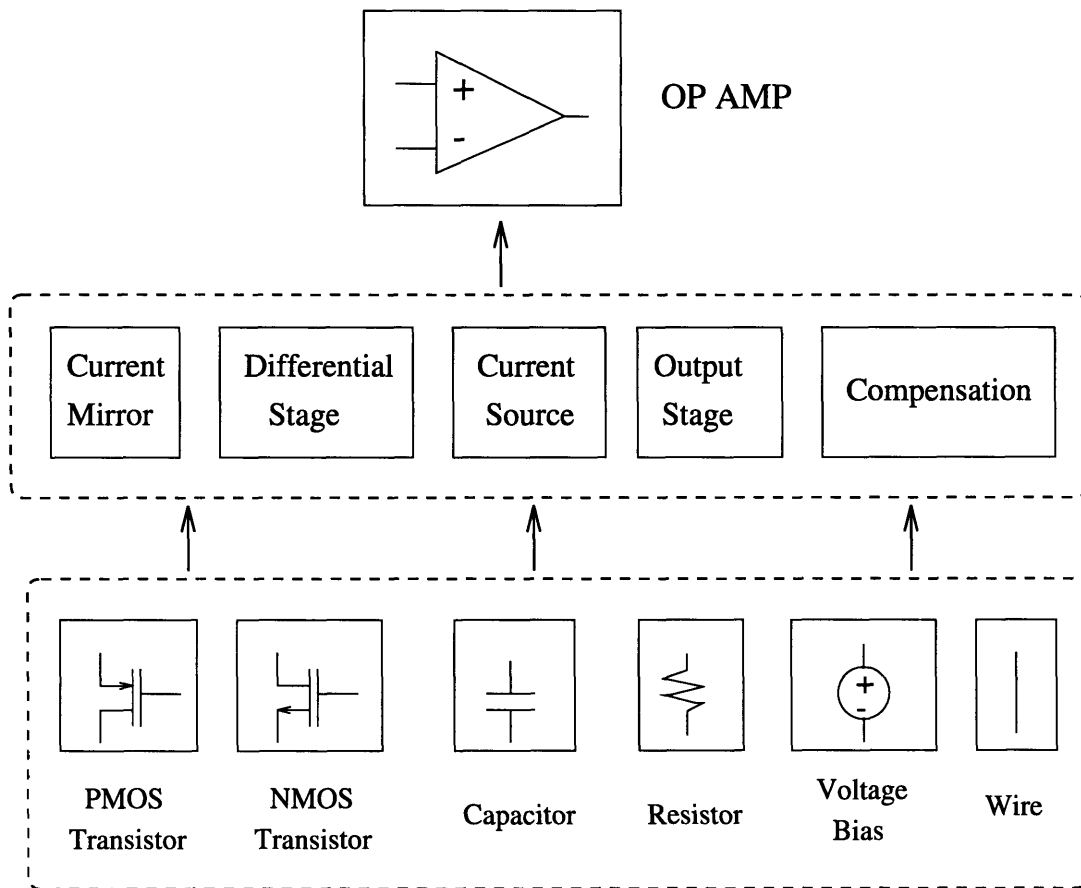 +
-
OP AMP
Current
Mirror
Differential
Stage
Current
Source
Output
Stage
Compensation
+
-
PMOS
Transistor
NMOS
Transistor
Capacitor
Resistor
Voltage
Bias
Wire